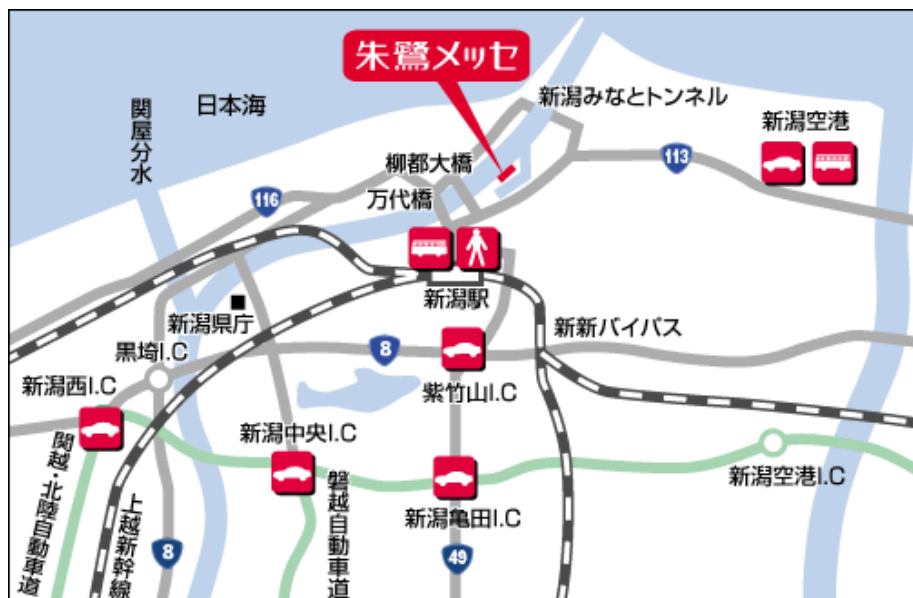 朱鷺メッセ
日本海
関屋分水
新潟みなとトンネル
新潟空港
柳都大橋
113
万代橋
116
新潟駅
新潟県庁
新新バイパス
黒埼I.C
8
新潟西I.C
紫竹山I.C
新潟中央I.C
新潟空港I.C
関越・北陸自動車道
上越新幹線
磐越自動車道
新潟亀田I.C
8
49